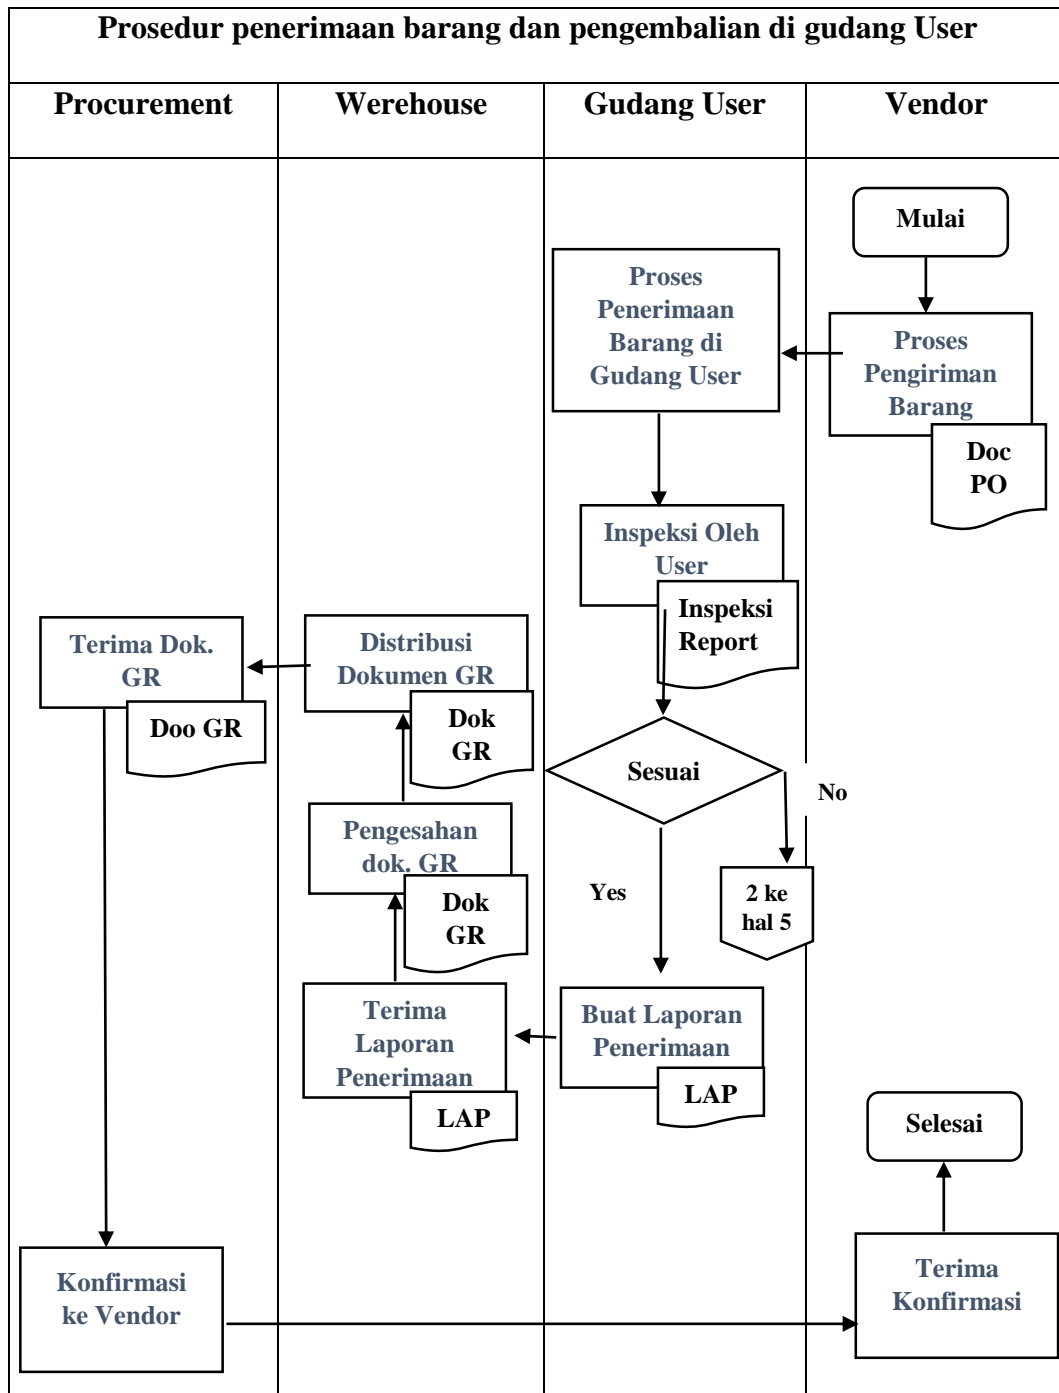 Prosedur penerimaan barang dan pengembalian di gudang User
Procurement
Werehouse
Gudang User
Vendor
Mulai
Proses
Penerimaan
Barang di
Gudang User
Proses
Pengiriman
Barang
Doc
PO
Inspeksi Oleh
User
Inspeksi
Report
Terima Dok.
GR
Doo GR
Distribusi
Dokumen GR
Dok
GR
Sesuai
No
Pengesahan
dok. GR
Dok
GR
Yes
2 ke
hal 5
Terima
Laporan
Penerimaan
LAP
Buat Laporan
Penerimaan
LAP
Selesai
Konfirmasi
ke Vendor
Terima
Konfirmasi